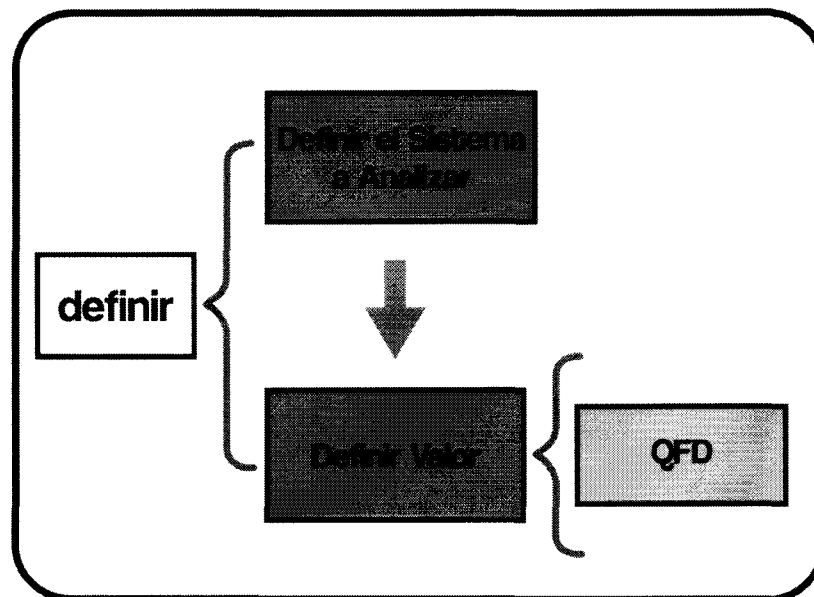 Definir el Sistema
a Analizar
definir
Definir Valor
QFD